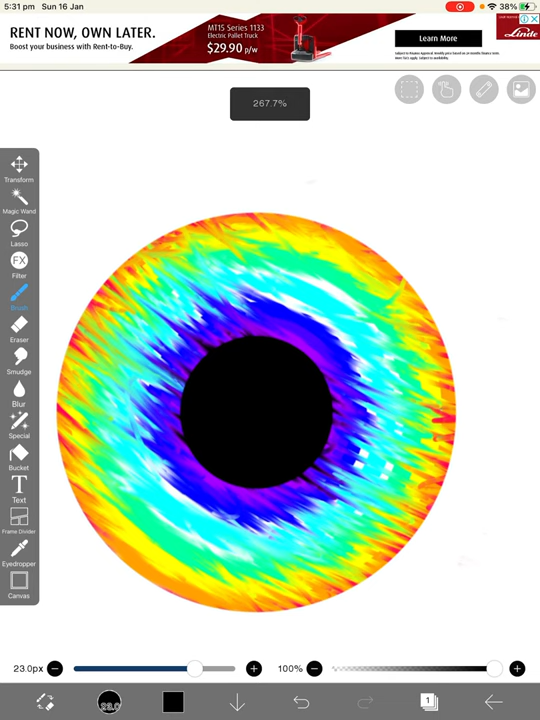 5:31 pm Sun 16 Jan
38%
RENT NOW, OWN LATER.
Boost your business with Rent-to-Buy.
MT15 Series 1133
Electric Pallet Truck
$29.90 p/w
Learn More
Linde
267.7%
Transform
Magic Wand
Lasso
FX
Filter
Brush
Eraser
Smudge
Blur
Special
Bucket
T
Text
Frame Divider
Eyedropper
Canvas
23.0px
100%
23.0
1